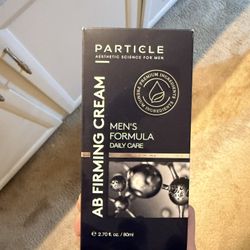 PARTICLE
AESTHETIC SCIENCE FOR MEN
PREMIUM INGREDIENTS
AB FIRMING CREAM
MEN'S
FORMULA
DAILY CARE
℮ 2.70 fl. oz. / 80ml